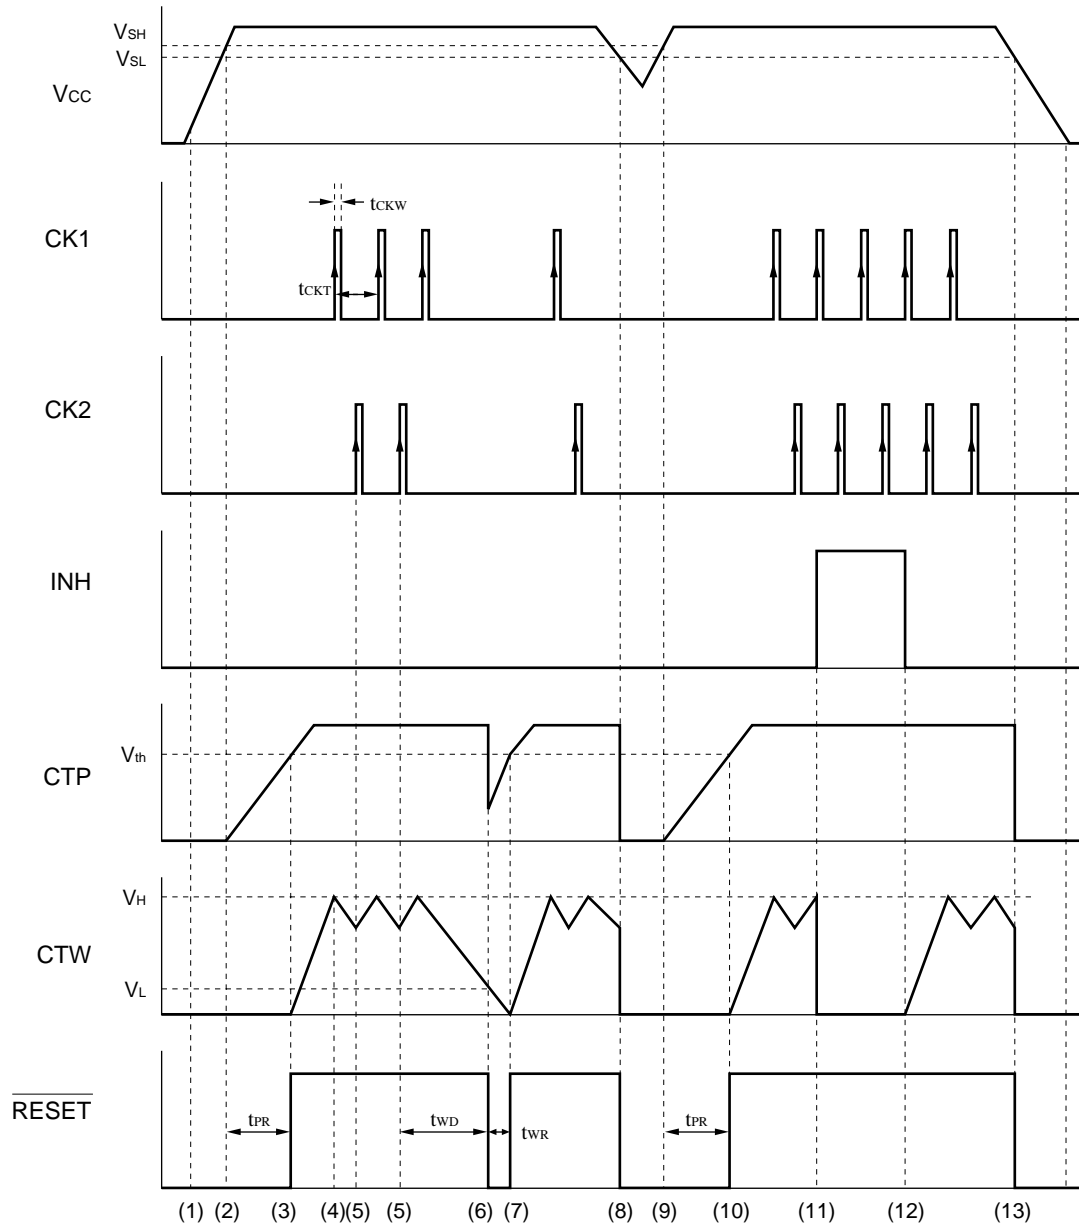 VSH
VSL
VCC
CK1
tCKW
tCKT
CK2
INH
Vth
CTP
VH
CTW
VL
RESET
tPR
tWD
tWR
tPR
(1) (2) (3) (4)(5) (5) (6) (7) (8) (9) (10) (11) (12) (13)